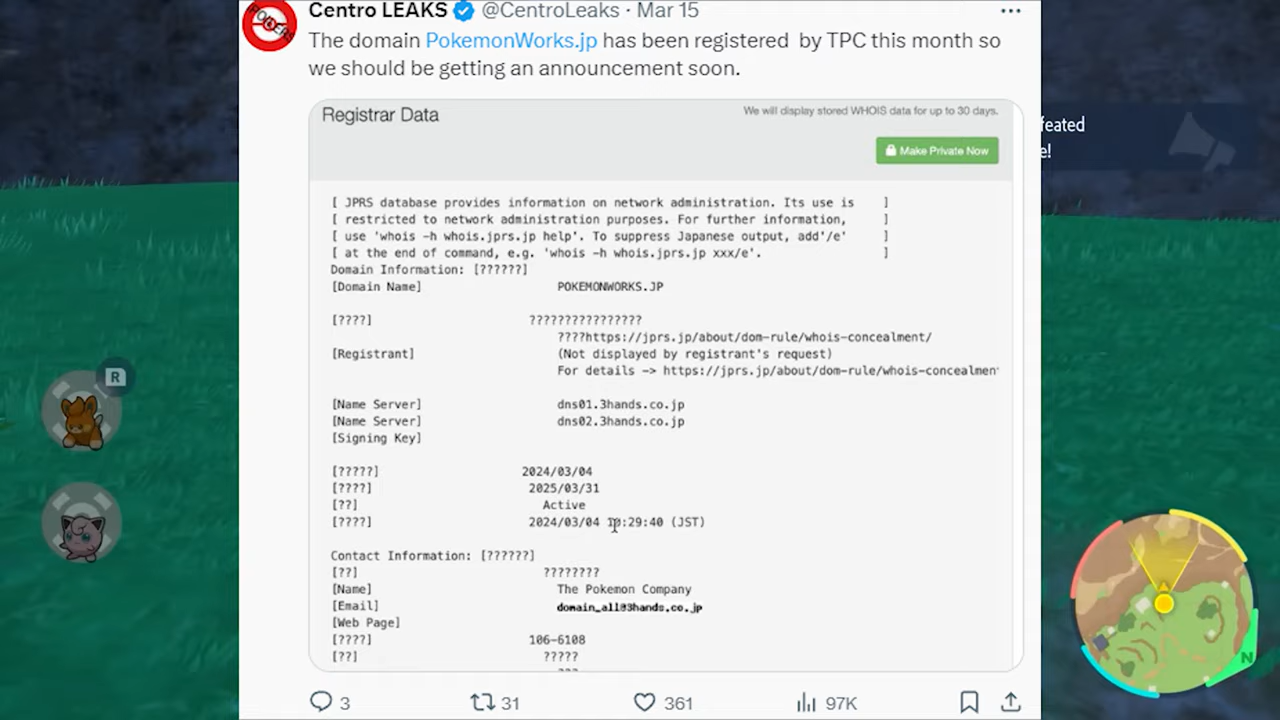 Centro LEAKS @CentroLeaks · Mar 15
The domain PokemonWorks.jp has been registered by TPC this month so
we should be getting an announcement soon.
Registrar Data
We will display stored WHOIS data for up to 30 days.
Make Private Now
feated
e!
[ JPRS database provides information on network administration. Its use is ]
[ restricted to network administration purposes. For further information, ]
[ use 'whois -h whois.jprs.jp help'. To suppress Japanese output, add'/e' ]
[ at the end of command, e.g. 'whois -h whois.jprs.jp xxx/e'. ]
Domain Information: [??????]
[Domain Name] POKEMONWORKS.JP
[????] ????????????????
????https://jprs.jp/about/dom-rule/whois-concealment/
[Registrant] (Not displayed by registrant's request)
For details -> https://jprs.jp/about/dom-rule/whois-concealmen
[Name Server] dns01.3hands.co.jp
[Name Server] dns02.3hands.co.jp
[Signing Key]
[?????] 2024/03/04
[????] 2025/03/31
[??] Active
[????] 2024/03/04 :29:40 (JST)
Contact Information: [??????]
[??] ????????
[Name] The Pokemon Company
[Email] domain_all@3hands.co.jp
[Web Page]
[????] 106-6108
[??] ?????
3 31 361 97K
R
N